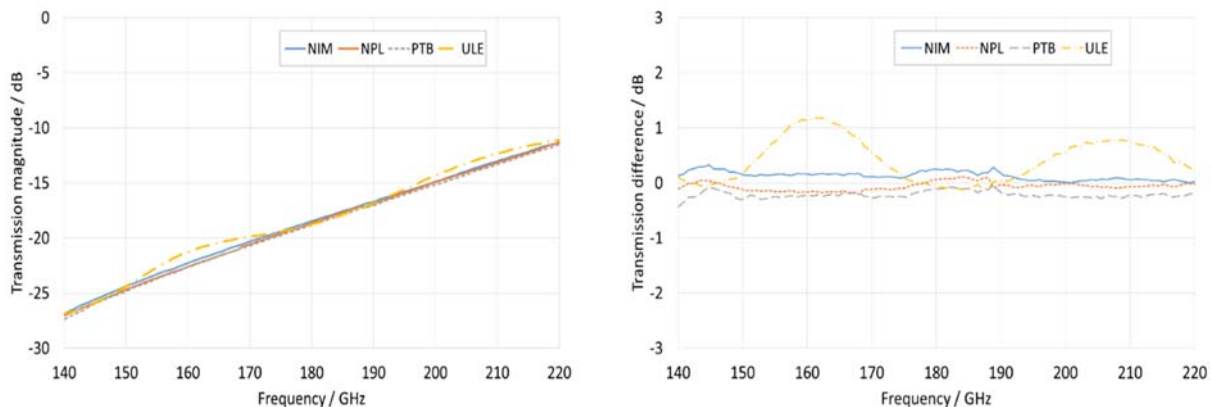 Transmission magnitude / dB
0
-5
-10
-15
-20
-25
-30
NIM NPL PTB ULE
140 150 160 170 180 190 200 210 220
Frequency / GHz
Transmission difference / dB
3
2
1
0
-1
-2
-3
NIM NPL PTB ULE
140 150 160 170 180 190 200 210 220
Frequency / GHz